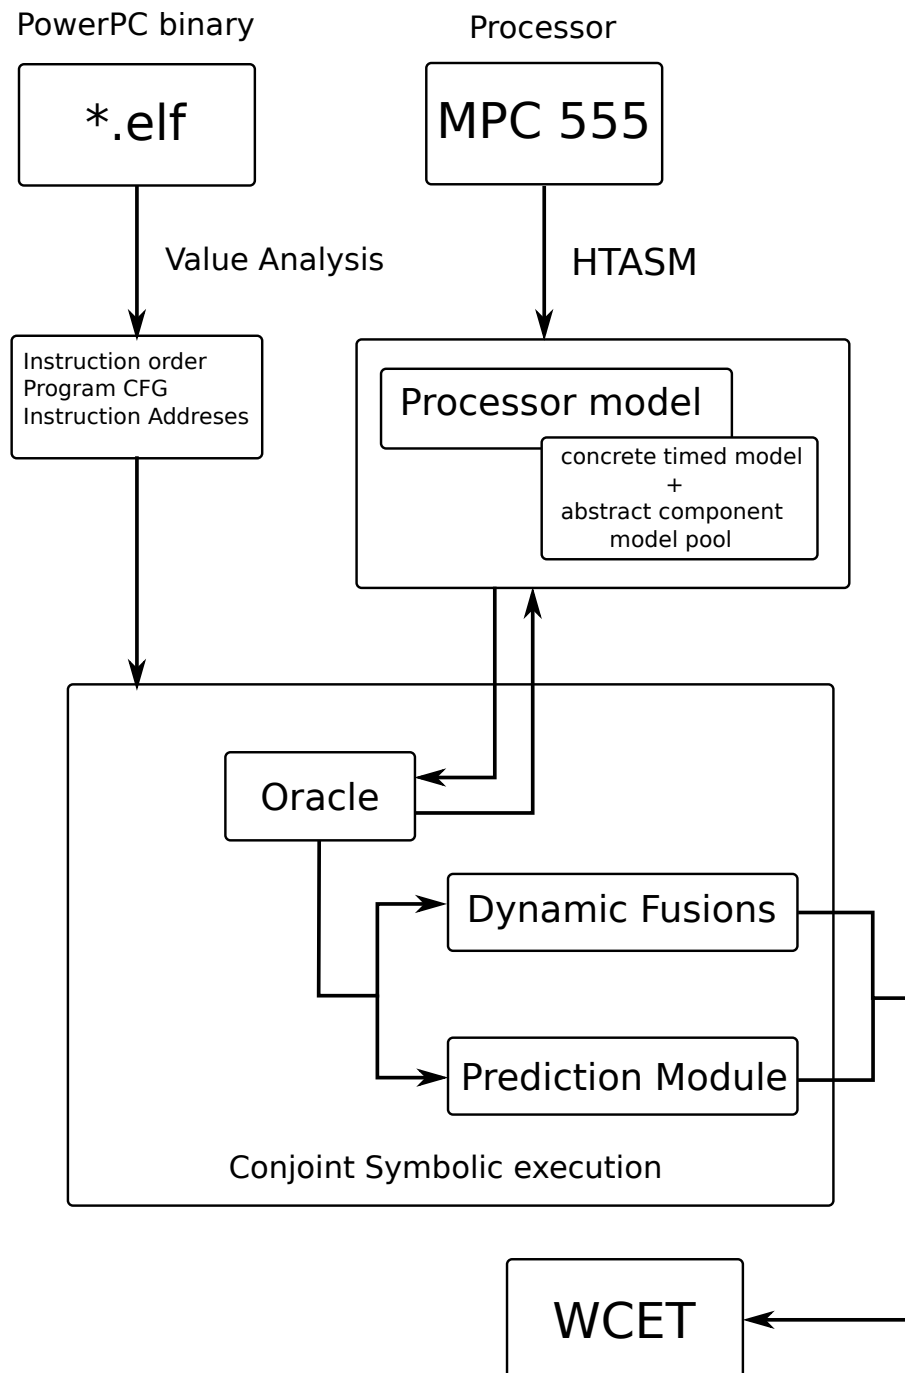 PowerPC binary
Processor
*.elf
MPC 555
Value Analysis
HTASM
Instruction order
Program CFG
Instruction Addreses
Processor model
concrete timed model
+
abstract component
model pool
Oracle
Dynamic Fusions
Prediction Module
Conjoint Symbolic execution
WCET